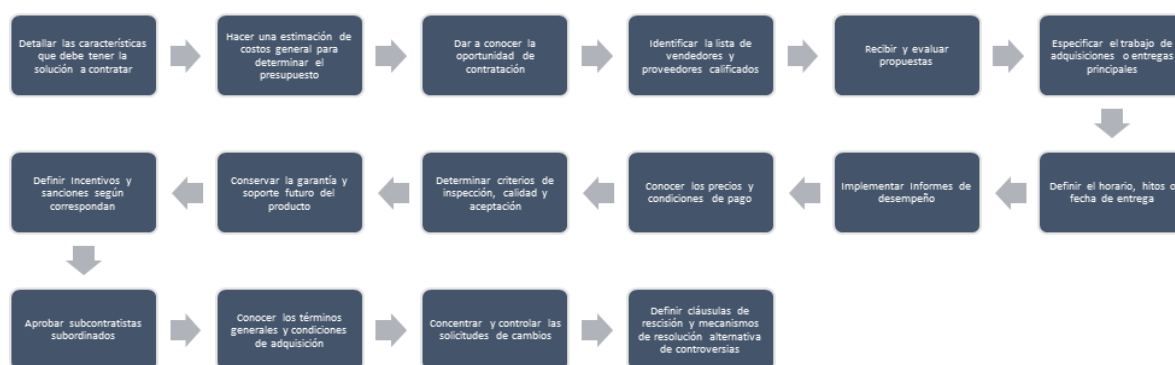 Detallar las características
que debe tener la
solución a contratar
Hacer una estimación de
costos general para
determinar el
presupuesto
Dar a conocer la
oportunidad de
contratación
Identificar la lista de
vendedores y
proveedores calificados
Recibir y evaluar
propuestas
Especificar el trabajo de
adquisiciones o entregas
principales
Definir el horario, hitos o
fecha de entrega
Implementar Informes de
desempeño
Conocer los precios y
condiciones de pago
Determinar criterios de
inspección, calidad y
aceptación
Conservar la garantía y
soporte futuro del
producto
Definir Incentivos y
sanciones según
correspondan
Aprobar subcontratistas
subordinados
Conocer los términos
generales y condiciones
de adquisición
Concentrar y controlar las
solicitudes de cambios
Definir cláusulas de
rescisión y mecanismos
de resolución alternativa
de controversias